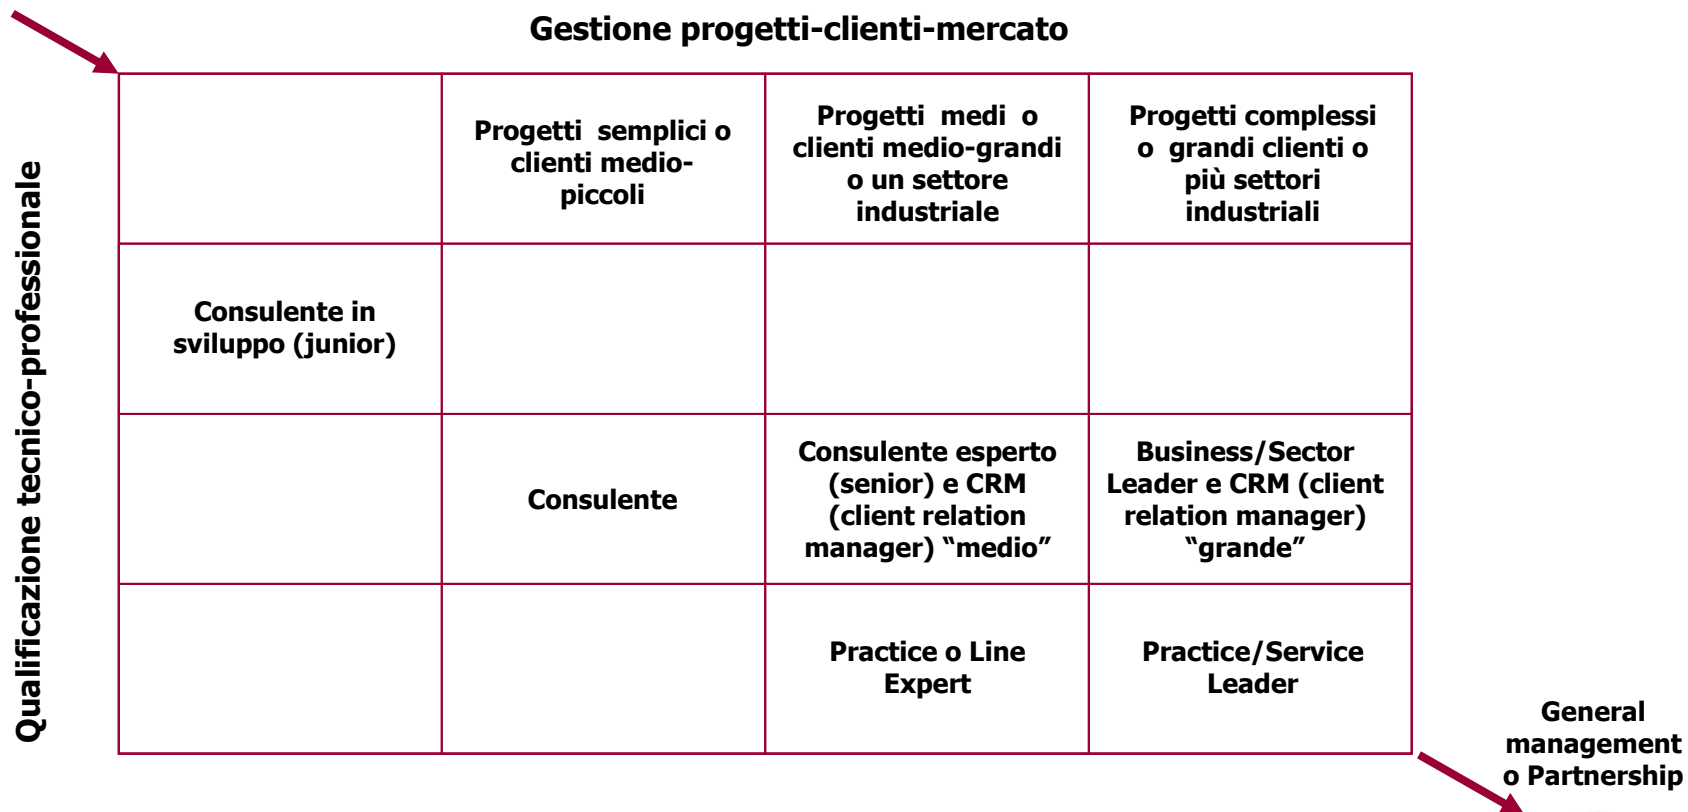 Gestione progetti-clienti-mercato
Qualificazione tecnico-professionale
Progetti semplici o
clienti medio-
piccoli
Progetti medi o
clienti medio-grandi
o un settore
industriale
Progetti complessi
o grandi clienti o
più settori
industriali
Consulente in
sviluppo (junior)
Consulente
Consulente esperto
(senior) e CRM
(client relation
manager) “medio”
Business/Sector
Leader e CRM (client
relation manager)
“grande”
Practice o Line
Expert
Practice/Service
Leader
General
management
o Partnership